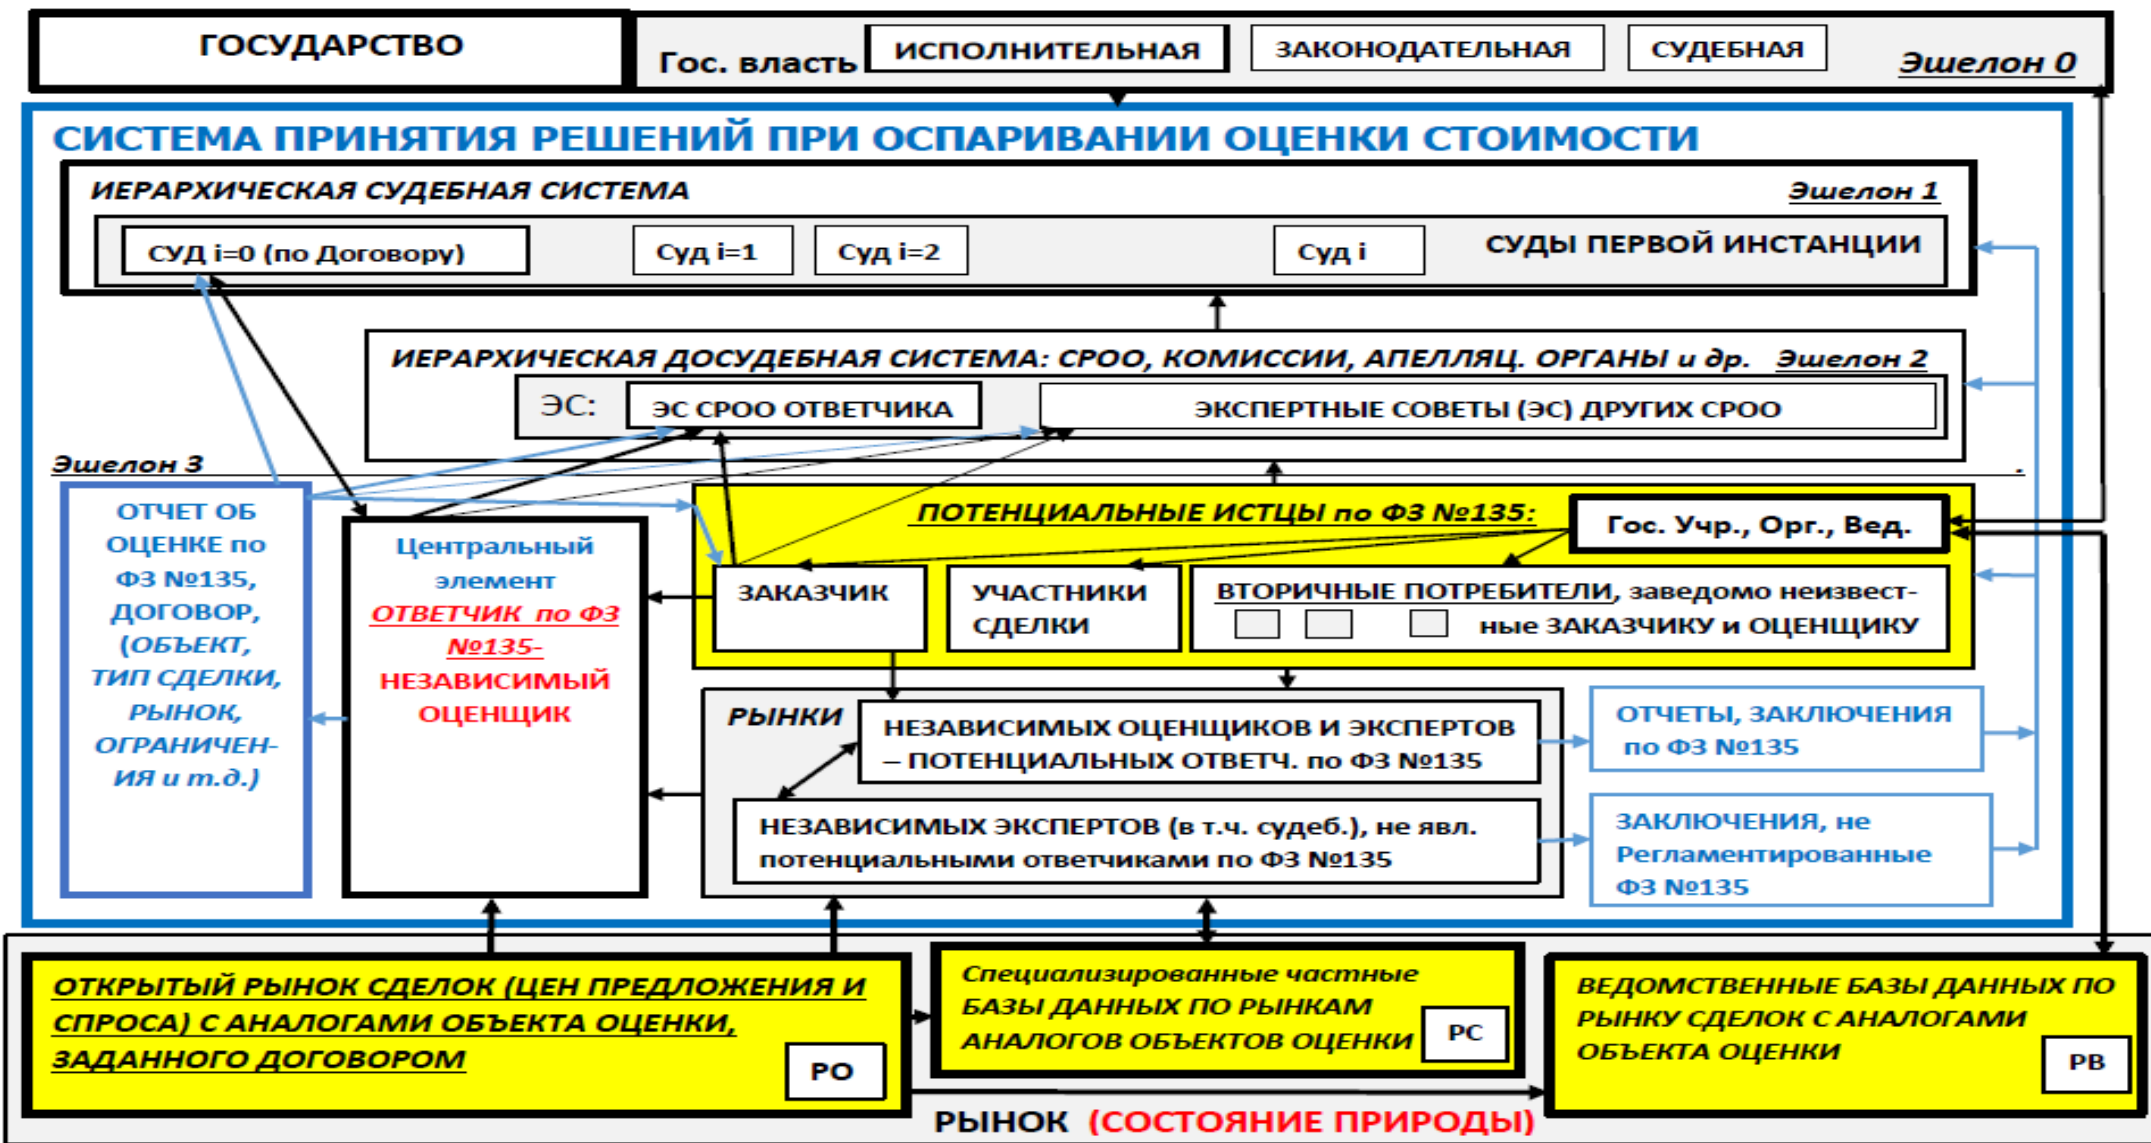 ГОСУДАРСТВО
Гос. власть
ИСПОЛНИТЕЛЬНАЯ
ЗАКОНОДАТЕЛЬНАЯ
СУДЕБНАЯ
Эшелон 0
СИСТЕМА ПРИНЯТИЯ РЕШЕНИЙ ПРИ ОСПАРИВАНИИ ОЦЕНКИ СТОИМОСТИ
ИЕРАРХИЧЕСКАЯ СУДЕБНАЯ СИСТЕМА
Эшелон 1
СУД i=0 (по Договору)
Суд i=1
Суд i=2
Суд i
СУДЫ ПЕРВОЙ ИНСТАНЦИИ
ИЕРАРХИЧЕСКАЯ ДОСУДЕБНАЯ СИСТЕМА: СРОО, КОМИССИИ, АПЕЛЛЯЦ. ОРГАНЫ и др.
Эшелон 2
ЭС:
ЭС СРОО ОТВЕТЧИКА
ЭКСПЕРТНЫЕ СОВЕТЫ (ЭС) ДРУГИХ СРОО
Эшелон 3
.
ОТЧЕТ ОБ
ОЦЕНКЕ по
ФЗ №135,
ДОГОВОР,
(ОБЪЕКТ,
ТИП СДЕЛКИ,
РЫНОК,
ОГРАНИЧЕН-
ИЯ и т.д.)
Центральный
элемент
ОТВЕТЧИК по ФЗ
№135-
НЕЗАВИСИМЫЙ
ОЦЕНЩИК
ПОТЕНЦИАЛЬНЫЕ ИСТЦЫ по ФЗ №135:
Гос. Учр., Орг., Вед.
ЗАКАЗЧИК
УЧАСТНИКИ
СДЕЛКИ
ВТОРИЧНЫЕ ПОТРЕБИТЕЛИ, заведомо неизвест-
ные ЗАКАЗЧИКУ и ОЦЕНЩИКУ
РЫНКИ
НЕЗАВИСИМЫХ ОЦЕНЩИКОВ И ЭКСПЕРТОВ
– ПОТЕНЦИАЛЬНЫХ ОТВЕТЧ. по ФЗ №135
НЕЗАВИСИМЫХ ЭКСПЕРТОВ (в т.ч. судеб.), не явл.
потенциальными ответчиками по ФЗ №135
ОТЧЕТЫ, ЗАКЛЮЧЕНИЯ
по ФЗ №135
ЗАКЛЮЧЕНИЯ, не
Регламентированные
ФЗ №135
ОТКРЫТЫЙ РЫНОК СДЕЛОК (ЦЕН ПРЕДЛОЖЕНИЯ И
СПРОСА) С АНАЛОГАМИ ОБЪЕКТА ОЦЕНКИ,
ЗАДАННОГО ДОГОВОРОМ
РО
Специализированные частные
БАЗЫ ДАННЫХ ПО РЫНКАМ
АНАЛОГОВ ОБЪЕКТОВ ОЦЕНКИ
РС
ВЕДОМСТВЕННЫЕ БАЗЫ ДАННЫХ ПО
РЫНКУ СДЕЛОК С АНАЛОГАМИ
ОБЪЕКТА ОЦЕНКИ
РВ
РЫНОК (СОСТОЯНИЕ ПРИРОДЫ)